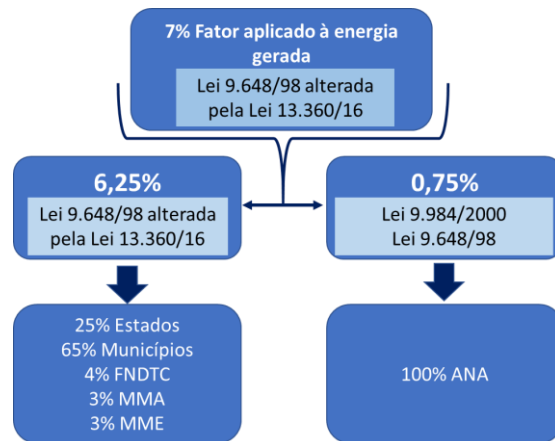 7% Fator aplicado à energia
gerada
Lei 9.648/98 alterada
pela Lei 13.360/16
6,25%
Lei 9.648/98 alterada
pela Lei 13.360/16
0,75%
Lei 9.984/2000
Lei 9.648/98
25% Estados
65% Municípios
4% FNDTC
3% MMA
3% MME
100% ANA